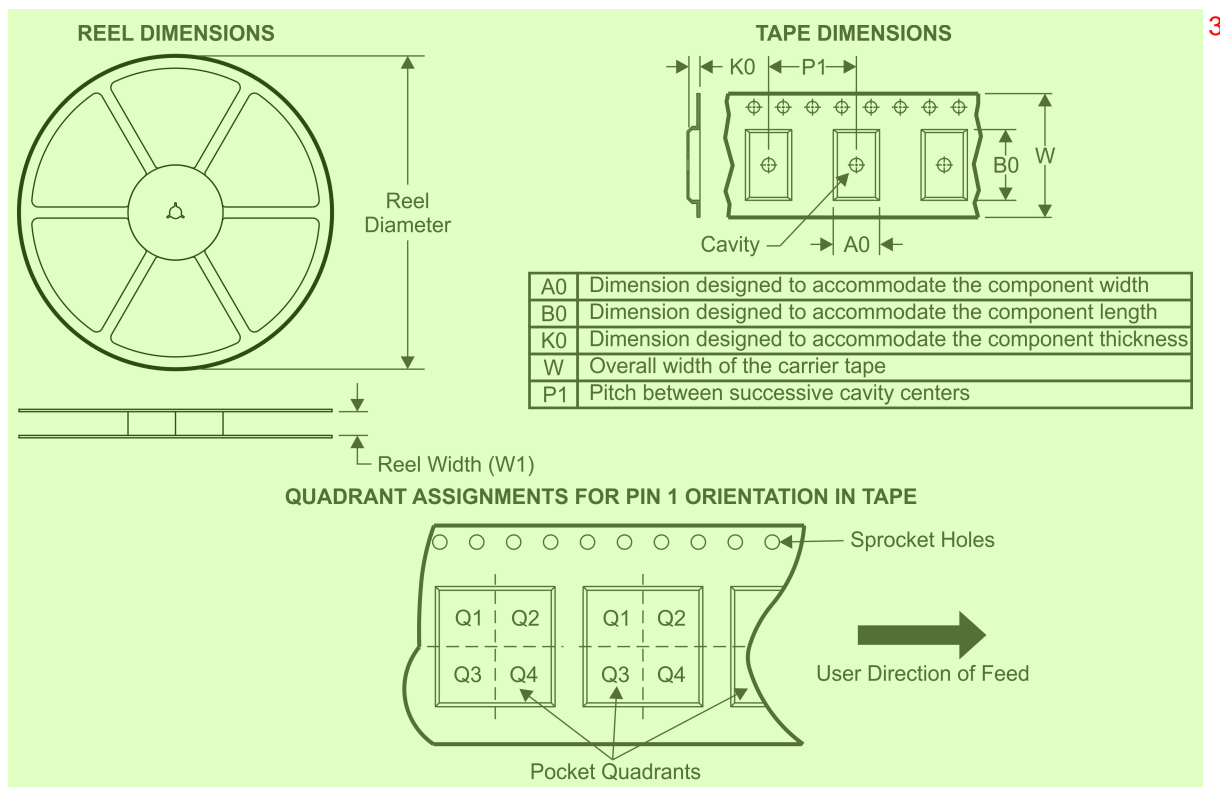 REEL DIMENSIONS
Reel
Diameter
Reel Width (W1)
TAPE DIMENSIONS
3
K0
P1
B0
W
Cavity
A0
A0 Dimension designed to accommodate the component width
B0 Dimension designed to accommodate the component length
K0 Dimension designed to accommodate the component thickness
W Overall width of the carrier tape
P1 Pitch between successive cavity centers
QUADRANT ASSIGNMENTS FOR PIN 1 ORIENTATION IN TAPE
Sprocket Holes
Q1 Q2 Q1 Q2
Q3 Q4 Q3 Q4
User Direction of Feed
Pocket Quadrants